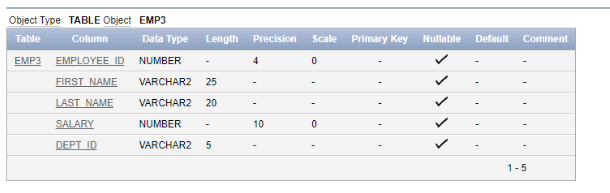 Object Type TABLE Object EMP3
Table Column Data Type Length Precision Scale Primary Key Nullable Default Comment
EMP3 EMPLOYEE_ID NUMBER - 4 0 - ✓ - -
FIRST_NAME VARCHAR2 25 - - - ✓ - -
LAST_NAME VARCHAR2 20 - - - ✓ - -
SALARY NUMBER - 10 0 - ✓ - -
DEPT_ID VARCHAR2 5 - - - ✓ - -
1 - 5